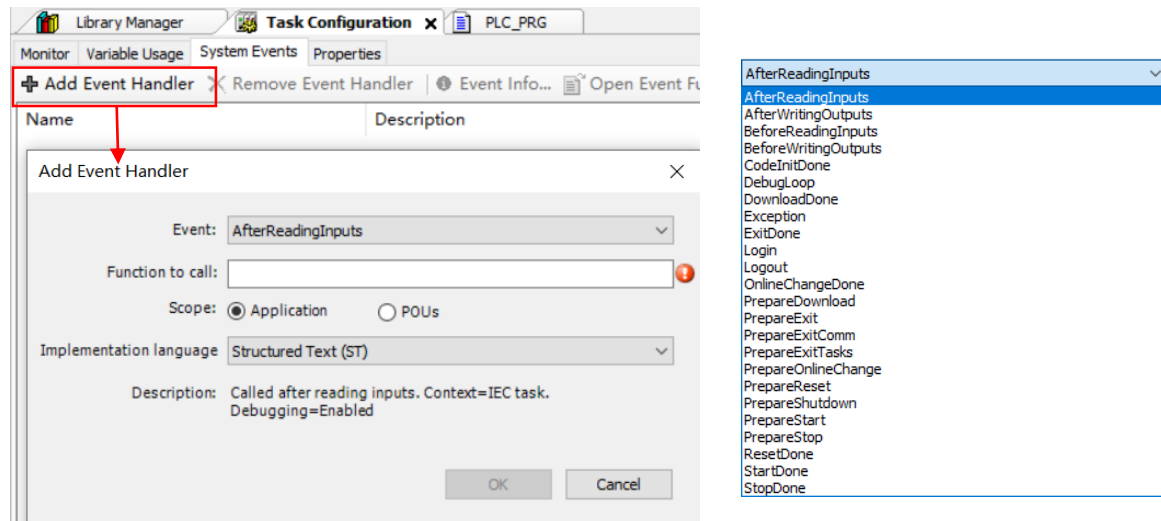 Library Manager Task Configuration PLC_PRG
Monitor Variable Usage System Events Properties
Add Event Handler Remove Event Handler Event Info... Open Event Fu
Name Description
Add Event Handler
Event: AfterReadingInputs
Function to call:
Scope: Application POUs
Implementation language Structured Text (ST)
Description: Called after reading inputs. Context=IEC task.
Debugging=Enabled
OK Cancel
AfterReadingInputs
AfterReadingInputs
AfterWritingOutputs
BeforeReadingInputs
BeforeWritingOutputs
CodeInitDone
DebugLoop
DownloadDone
Exception
ExitDone
Login
Logout
OnlineChangeDone
PrepareDownload
PrepareExit
PrepareExitComm
PrepareExitTasks
PrepareOnlineChange
PrepareReset
PrepareShutdown
PrepareStart
PrepareStop
ResetDone
StartDone
StopDone